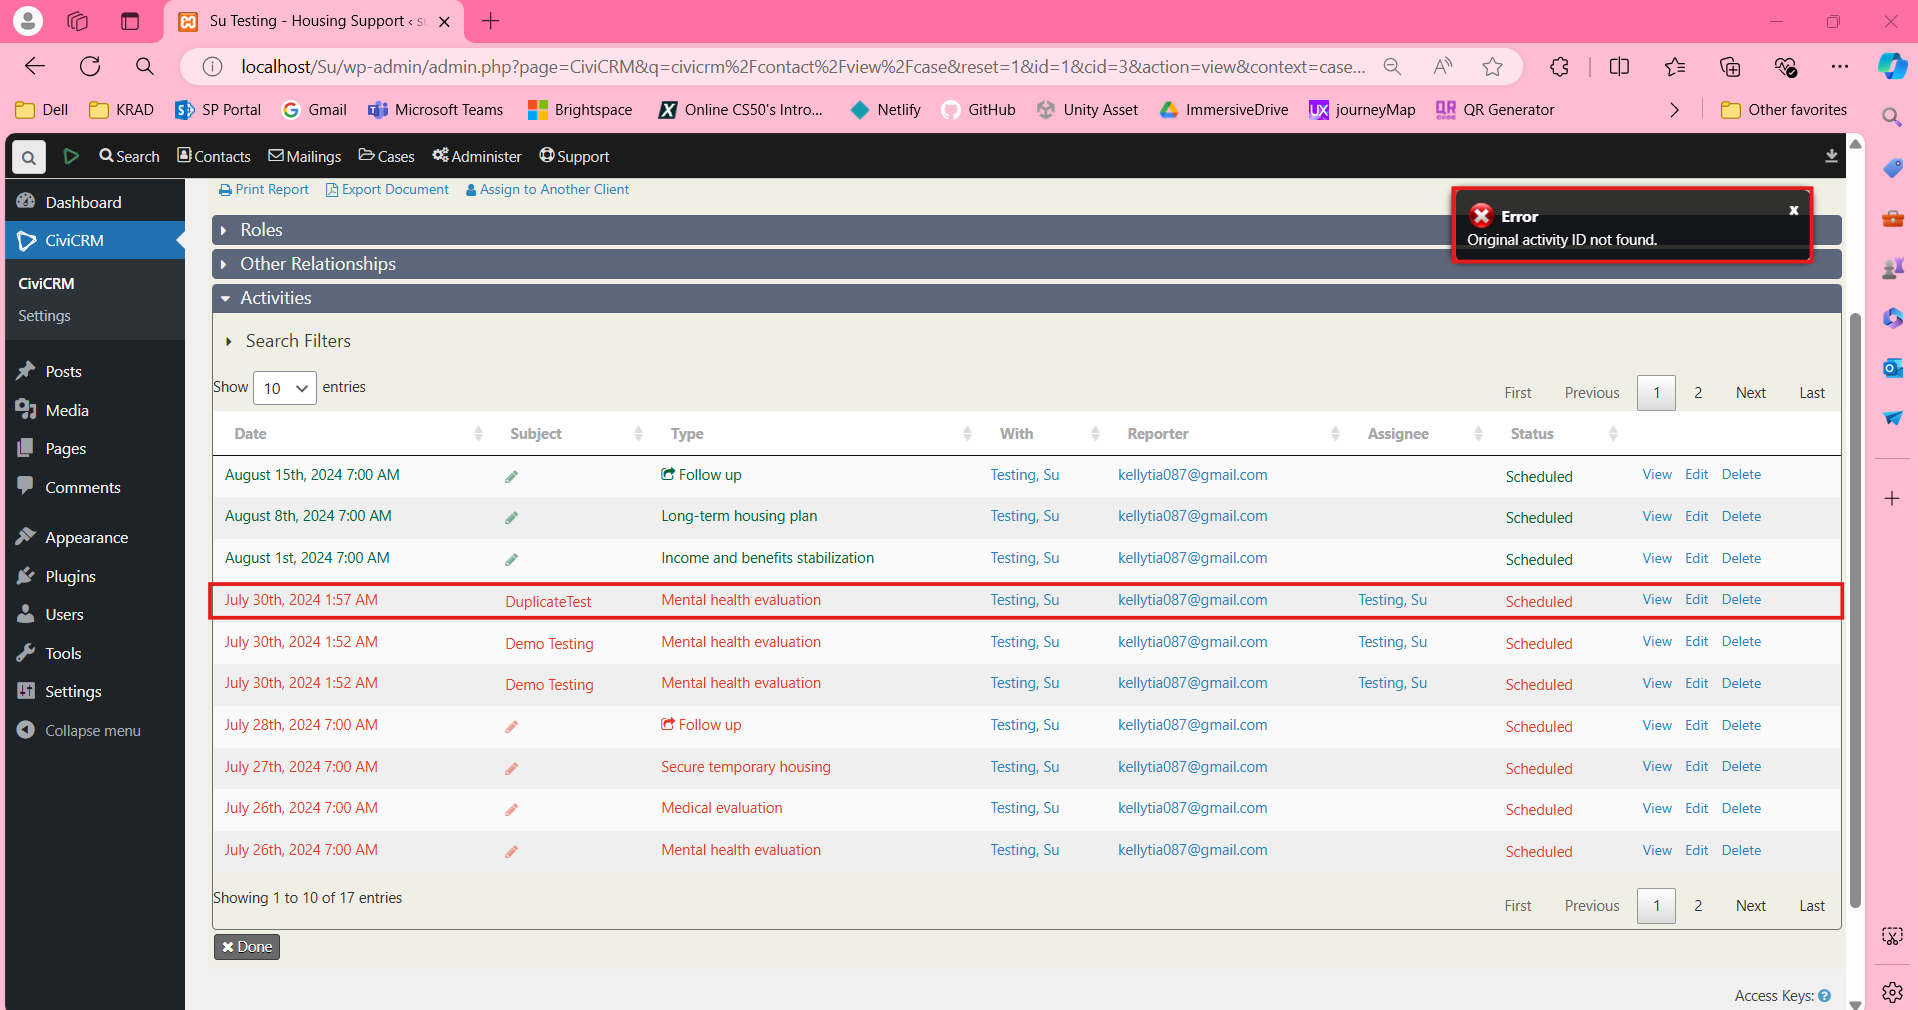 Su Testing - Housing Support ‹ su
localhost/Su/wp-admin/admin.php?page=CiviCRM&q=civicrm%2Fcontact%2Fview%2Fcase&reset=1&id=1&cid=3&action=view&context=case...
Dell KRAD SP Portal Gmail Microsoft Teams Brightspace Online CS50's Intro... Netlify GitHub Unity Asset ImmersiveDrive journeyMap QR Generator Other favorites
Search Contacts Mailings Cases Administer Support
Print Report Export Document Assign to Another Client
Dashboard
CiviCRM
CiviCRM
Settings
Posts
Media
Pages
Comments
Appearance
Plugins
Users
Tools
Settings
Collapse menu
Error x
Original activity ID not found.
Roles
Other Relationships
Activities
Search Filters
Show 10 entries
First Previous 1 2 Next Last
Date Subject Type With Reporter Assignee Status
August 15th, 2024 7:00 AM Follow up Testing, Su kellytia087@gmail.com Scheduled View Edit Delete
August 8th, 2024 7:00 AM Long-term housing plan Testing, Su kellytia087@gmail.com Scheduled View Edit Delete
August 1st, 2024 7:00 AM Income and benefits stabilization Testing, Su kellytia087@gmail.com Scheduled View Edit Delete
July 30th, 2024 1:57 AM DuplicateTest Mental health evaluation Testing, Su kellytia087@gmail.com Testing, Su Scheduled View Edit Delete
July 30th, 2024 1:52 AM Demo Testing Mental health evaluation Testing, Su kellytia087@gmail.com Testing, Su Scheduled View Edit Delete
July 30th, 2024 1:52 AM Demo Testing Mental health evaluation Testing, Su kellytia087@gmail.com Testing, Su Scheduled View Edit Delete
July 28th, 2024 7:00 AM Follow up Testing, Su kellytia087@gmail.com Scheduled View Edit Delete
July 27th, 2024 7:00 AM Secure temporary housing Testing, Su kellytia087@gmail.com Scheduled View Edit Delete
July 26th, 2024 7:00 AM Medical evaluation Testing, Su kellytia087@gmail.com Scheduled View Edit Delete
July 26th, 2024 7:00 AM Mental health evaluation Testing, Su kellytia087@gmail.com Scheduled View Edit Delete
Showing 1 to 10 of 17 entries
First Previous 1 2 Next Last
Done
Access Keys: ?